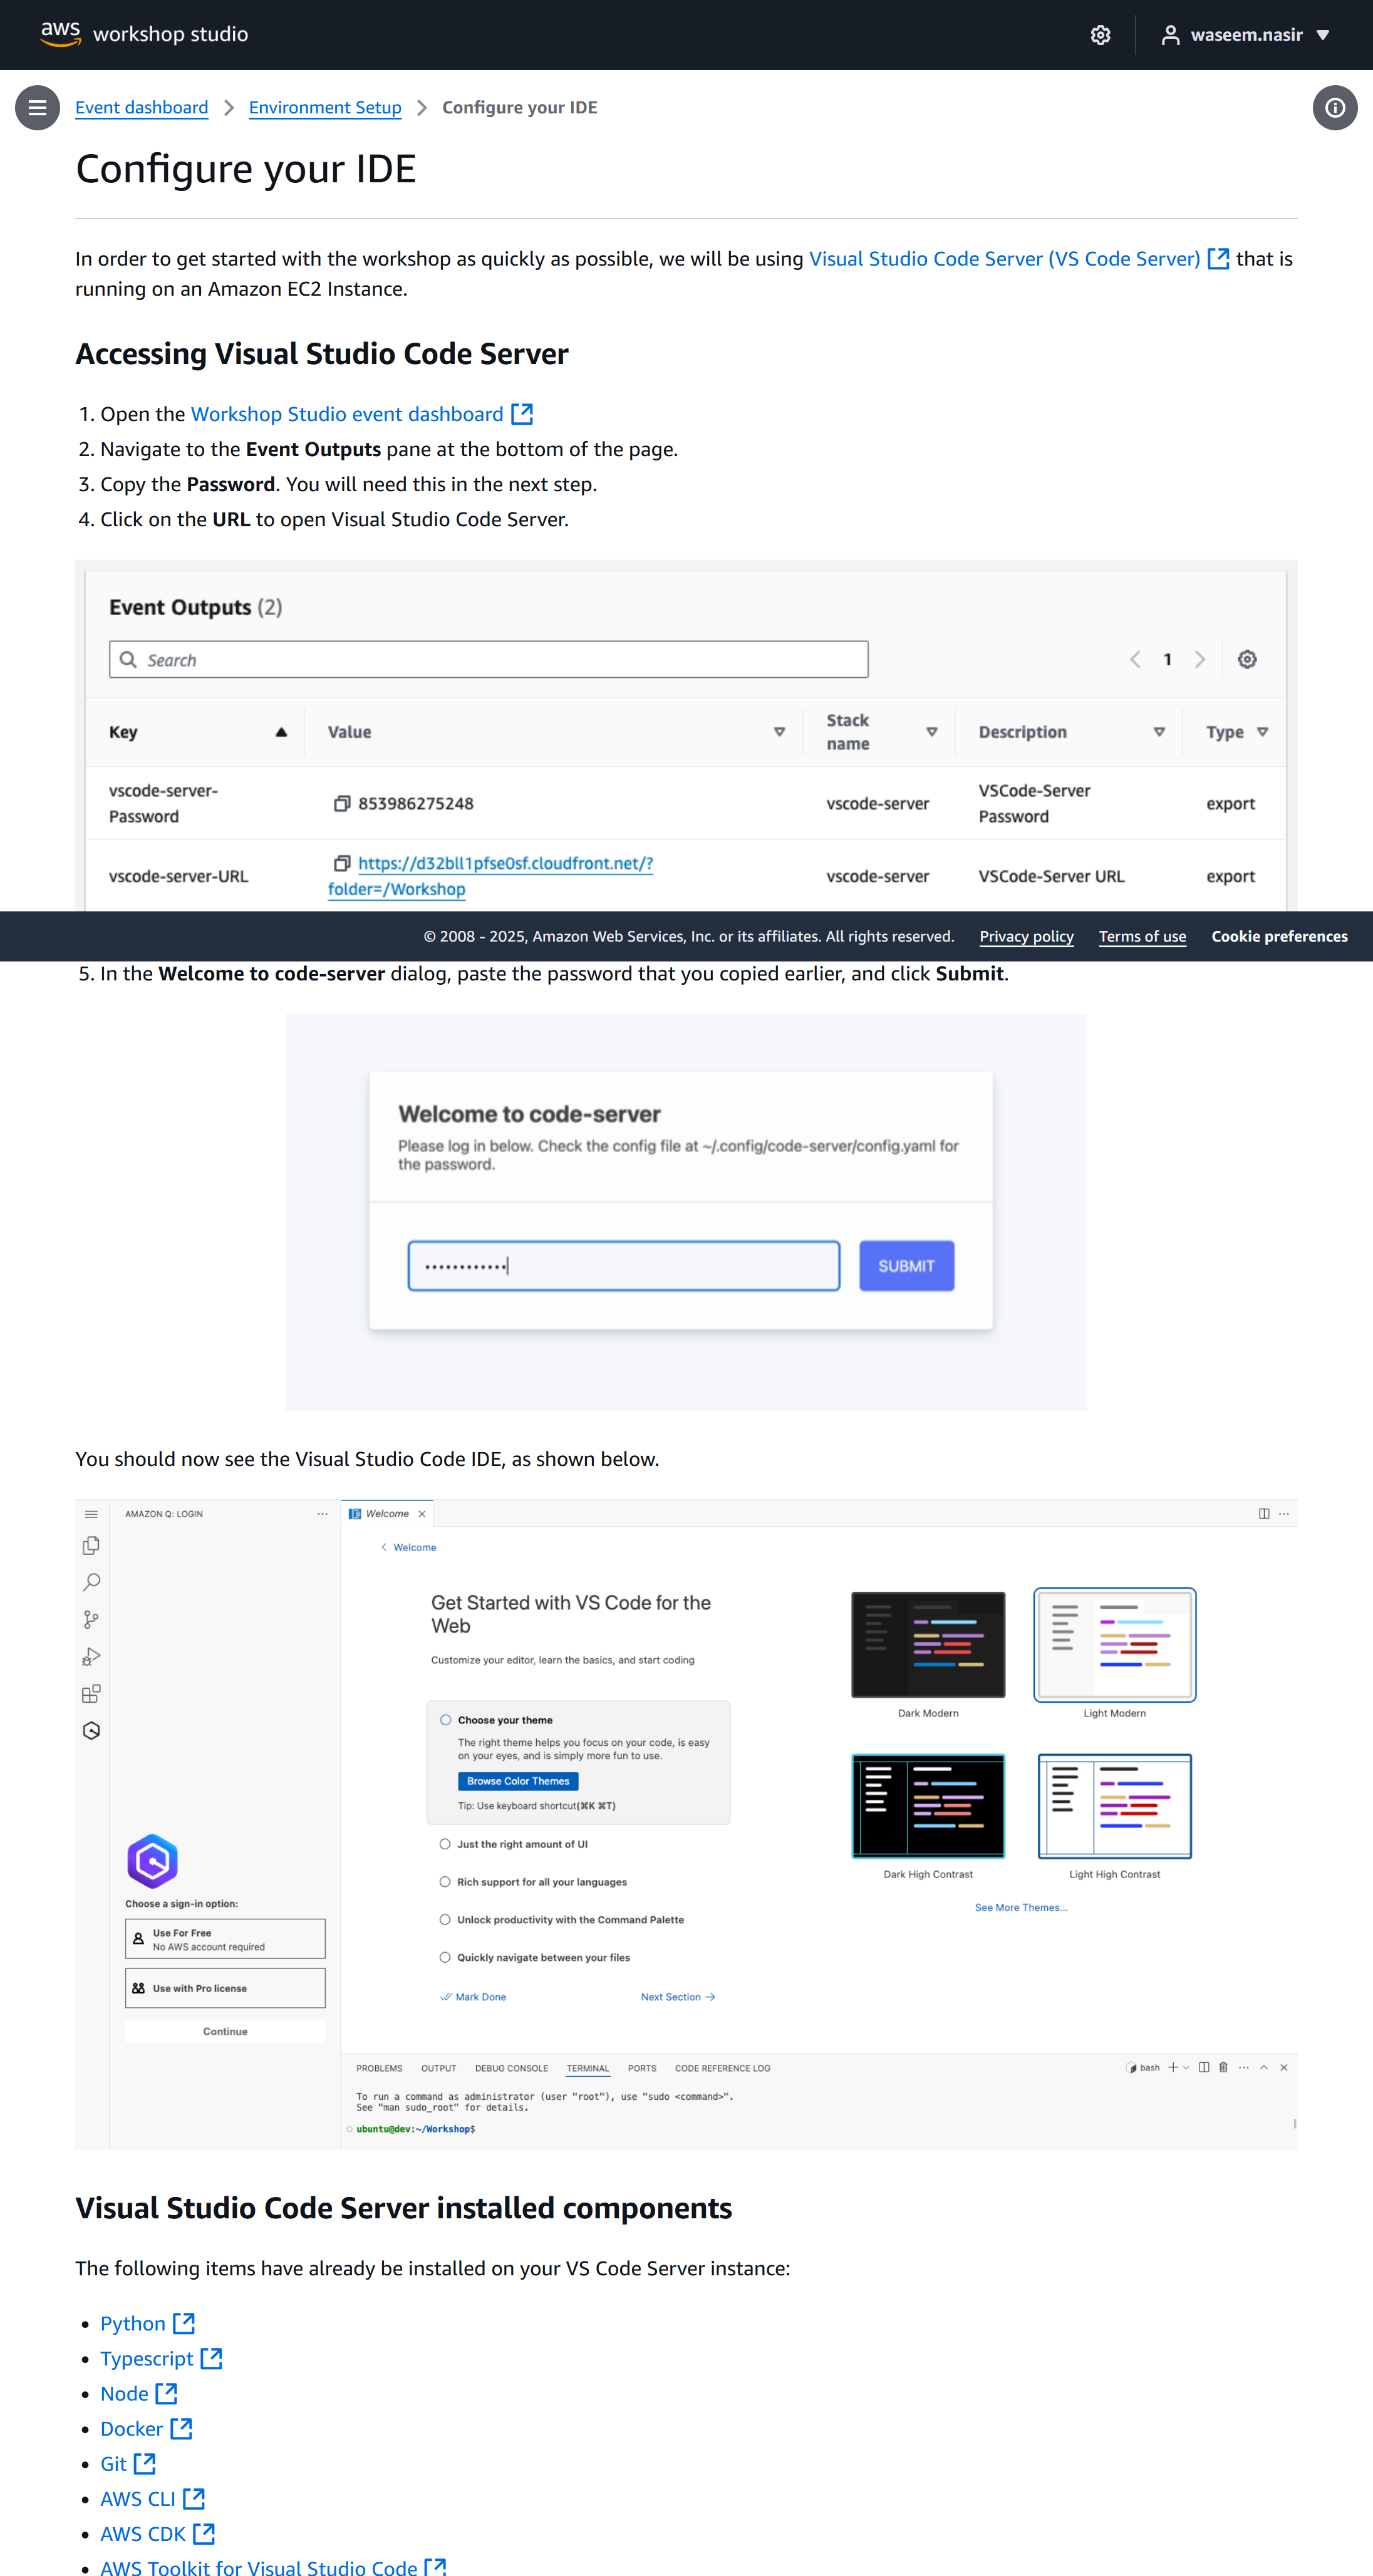 aws workshop studio
waseem.nasir
Event dashboard
Environment Setup
Configure your IDE
Configure your IDE
In order to get started with the workshop as quickly as possible, we will be using Visual Studio Code Server (VS Code Server) that is
running on an Amazon EC2 Instance.
Accessing Visual Studio Code Server
1. Open the Workshop Studio event dashboard
2. Navigate to the Event Outputs pane at the bottom of the page.
3. Copy the Password. You will need this in the next step.
4. Click on the URL to open Visual Studio Code Server.
Event Outputs (2)
Search
1
Key
Value
Stack
name
Description
Type
vscode-server-
Password
853986275248
vscode-server
VSCode-Server
Password
export
vscode-server-URL
https://d32bll1pfse0sf.cloudfront.net/?
folder=/Workshop
vscode-server
VSCode-Server URL
export
© 2008 - 2025, Amazon Web Services, Inc. or its affiliates. All rights reserved.
Privacy policy
Terms of use
Cookie preferences
5. In the Welcome to code-server dialog, paste the password that you copied earlier, and click Submit.
Welcome to code-server
Please log in below. Check the config file at ~/.config/code-server/config.yaml for
the password.
SUBMIT
You should now see the Visual Studio Code IDE, as shown below.
AMAZON Q: LOGIN
Welcome
Welcome
Get Started with VS Code for the
Web
Customize your editor, learn the basics, and start coding
Choose your theme
The right theme helps you focus on your code, is easy
on your eyes, and is simply more fun to use.
Browse Color Themes
Tip: Use keyboard shortcut(⌘K ⌘T)
Just the right amount of UI
Rich support for all your languages
Unlock productivity with the Command Palette
Quickly navigate between your files
Mark Done
Next Section
Dark Modern
Light Modern
Dark High Contrast
Light High Contrast
See More Themes...
Choose a sign-in option:
Use For Free
No AWS account required
Use with Pro license
Continue
PROBLEMS OUTPUT DEBUG CONSOLE TERMINAL PORTS CODE REFERENCE LOG
bash
To run a command as administrator (user "root"), use "sudo <command>".
See "man sudo_root" for details.
ubuntu@dev:~/Workshop$
Visual Studio Code Server installed components
The following items have already be installed on your VS Code Server instance:
Python
Typescript
Node
Docker
Git
AWS CLI
AWS CDK
AWS Toolkit for Visual Studio Code